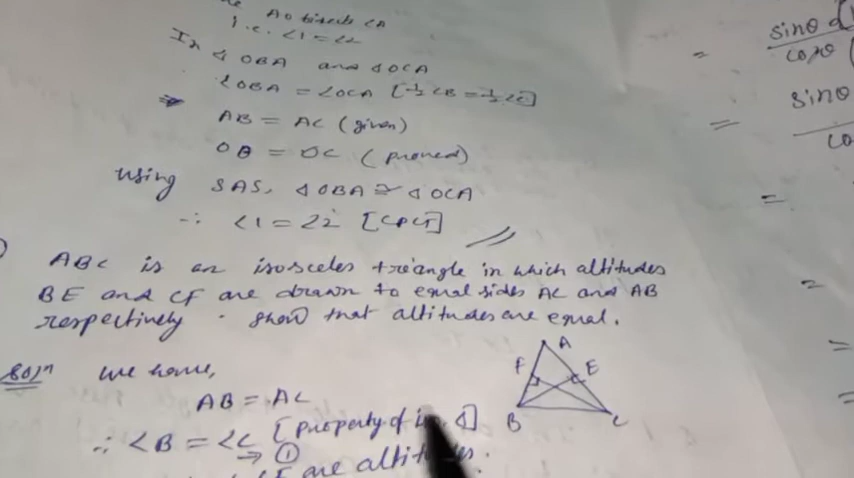 AO bisects ∠A
i.e. ∠1 = ∠2
In Δ OBA and Δ OCA
∠OBA = ∠OCA [½∠B = ½∠C]
AB = AC (given)
OB = OC (proved)
using SAS, Δ OBA ≅ Δ OCA
∴ ∠1 = ∠2 [CPCT]
ABC is an isosceles triangle in which altitudes
BE and CF are drawn to equal sides AC and AB
respectively. show that altitudes are equal.
Soln we have,
AB = AC
∴ ∠B = ∠C [property of Δ]
→ ①
CF are altitudes.
A
F
E
B
C
= sinθ
cosθ
= sinθ
co
=
=
=
=